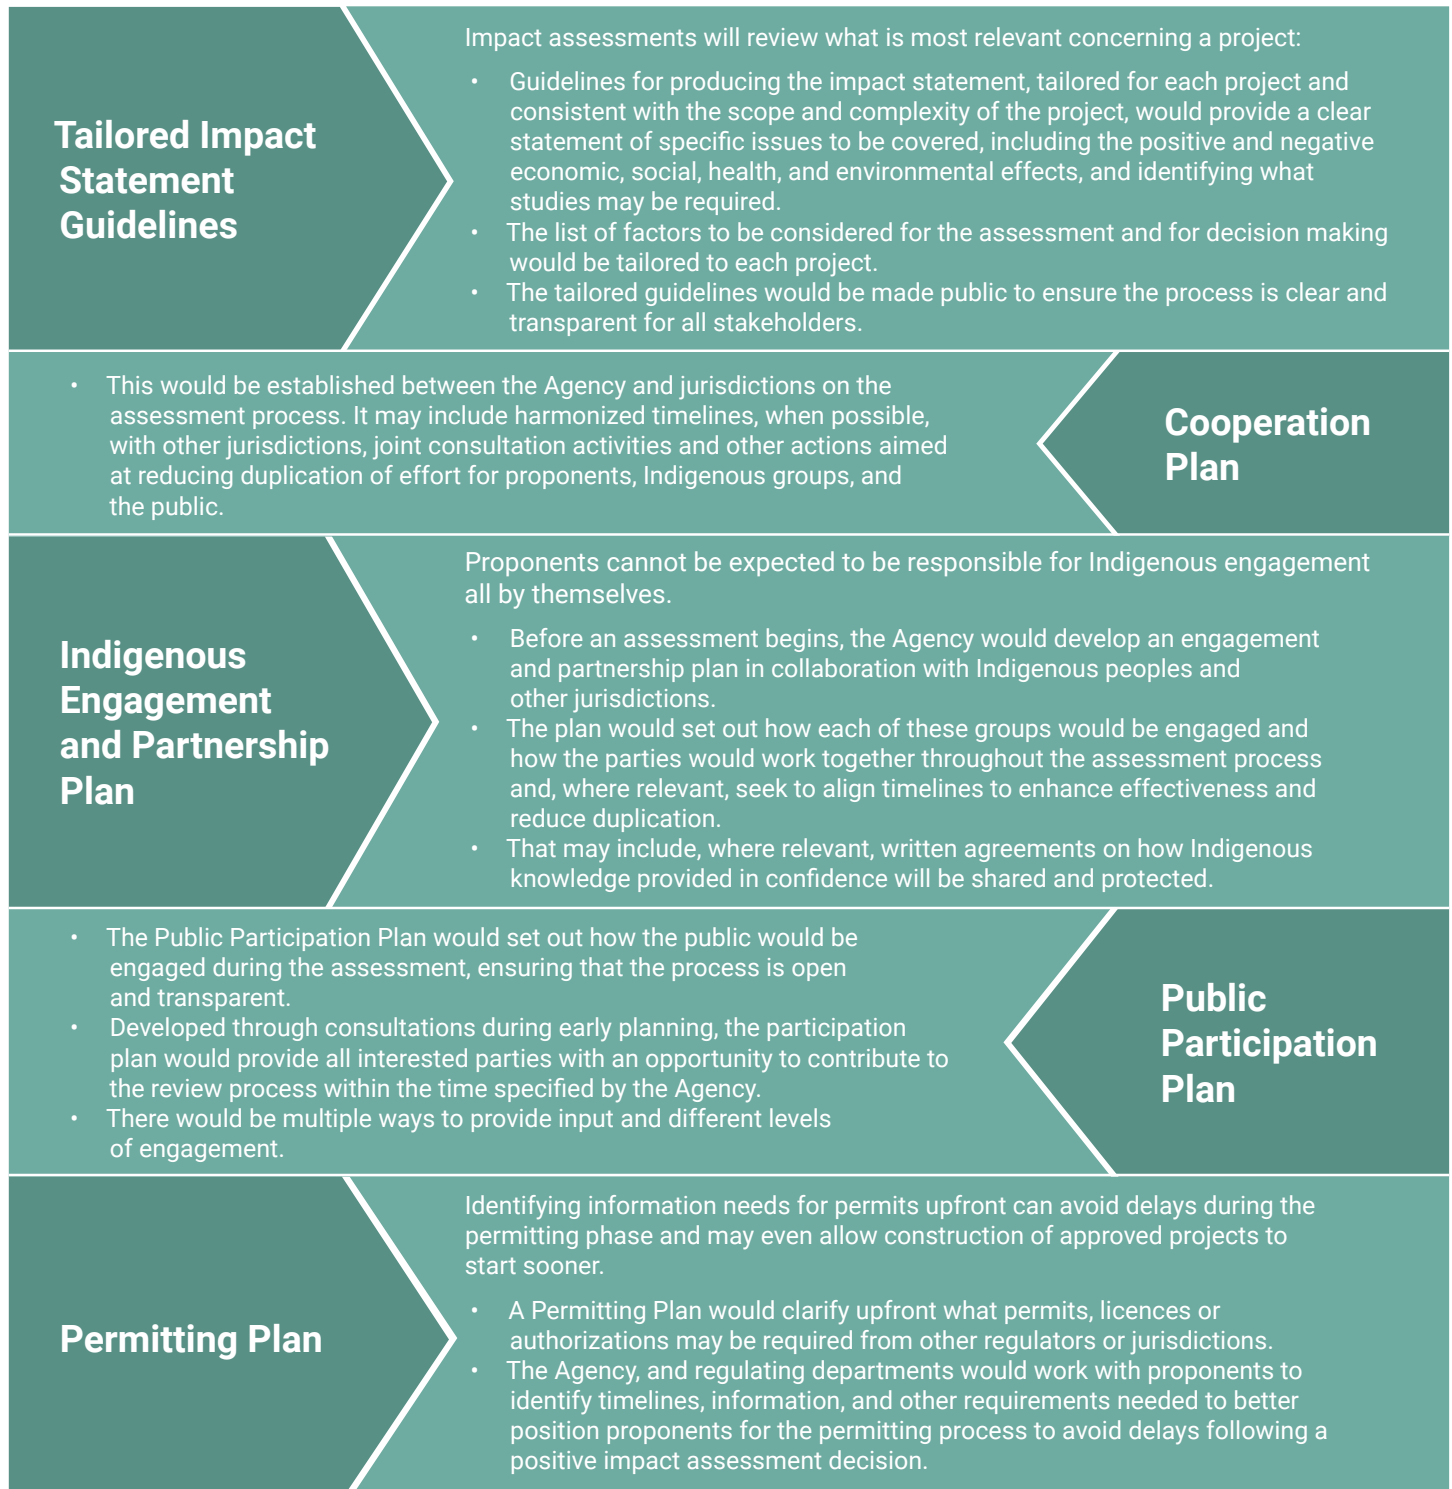 Tailored Impact
Statement
Guidelines
Impact assessments will review what is most relevant concerning a project:
• Guidelines for producing the impact statement, tailored for each project and
consistent with the scope and complexity of the project, would provide a clear
statement of specific issues to be covered, including the positive and negative
economic, social, health, and environmental effects, and identifying what
studies may be required.
• The list of factors to be considered for the assessment and for decision making
would be tailored to each project.
• The tailored guidelines would be made public to ensure the process is clear and
transparent for all stakeholders.
• This would be established between the Agency and jurisdictions on the
assessment process. It may include harmonized timelines, when possible,
with other jurisdictions, joint consultation activities and other actions aimed
at reducing duplication of effort for proponents, Indigenous groups, and
the public.
Cooperation
Plan
Indigenous
Engagement
and Partnership
Plan
Proponents cannot be expected to be responsible for Indigenous engagement
all by themselves.
• Before an assessment begins, the Agency would develop an engagement
and partnership plan in collaboration with Indigenous peoples and
other jurisdictions.
• The plan would set out how each of these groups would be engaged and
how the parties would work together throughout the assessment process
and, where relevant, seek to align timelines to enhance effectiveness and
reduce duplication.
• That may include, where relevant, written agreements on how Indigenous
knowledge provided in confidence will be shared and protected.
• The Public Participation Plan would set out how the public would be
engaged during the assessment, ensuring that the process is open
and transparent.
• Developed through consultations during early planning, the participation
plan would provide all interested parties with an opportunity to contribute to
the review process within the time specified by the Agency.
• There would be multiple ways to provide input and different levels
of engagement.
Public
Participation
Plan
Permitting Plan
Identifying information needs for permits upfront can avoid delays during the
permitting phase and may even allow construction of approved projects to
start sooner.
• A Permitting Plan would clarify upfront what permits, licences or
authorizations may be required from other regulators or jurisdictions.
• The Agency, and regulating departments would work with proponents to
identify timelines, information, and other requirements needed to better
position proponents for the permitting process to avoid delays following a
positive impact assessment decision.